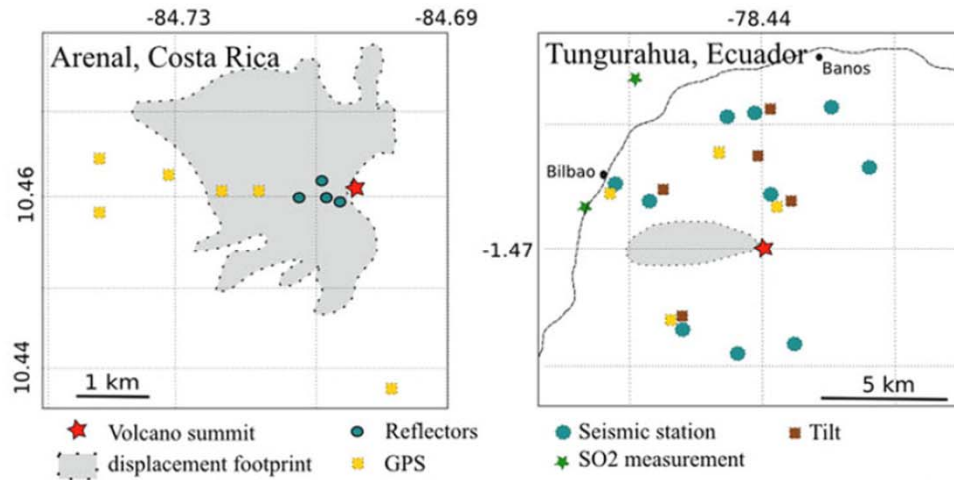 -84.73
-84.69
-78.44
Arenal, Costa Rica
Tungurahua, Ecuador
Banos
Bilbao
10.46
-1.47
10.44
1 km
5 km
Volcano summit
Reflectors
Seismic station
Tilt
displacement footprint
GPS
SO2 measurement